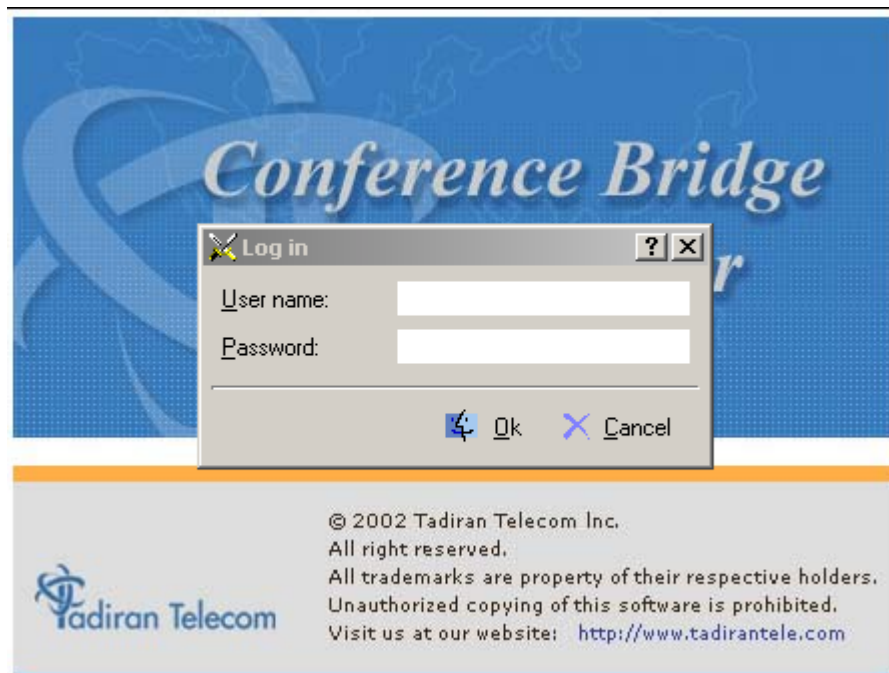 Conference Bridge
r
Log in
?
User name:
Password:
Ok
Cancel
© 2002 Tadiran Telecom Inc.
All right reserved.
All trademarks are property of their respective holders.
Unauthorized copying of this software is prohibited.
Visit us at our website: http://www.tadirantele.com
Tadiran Telecom